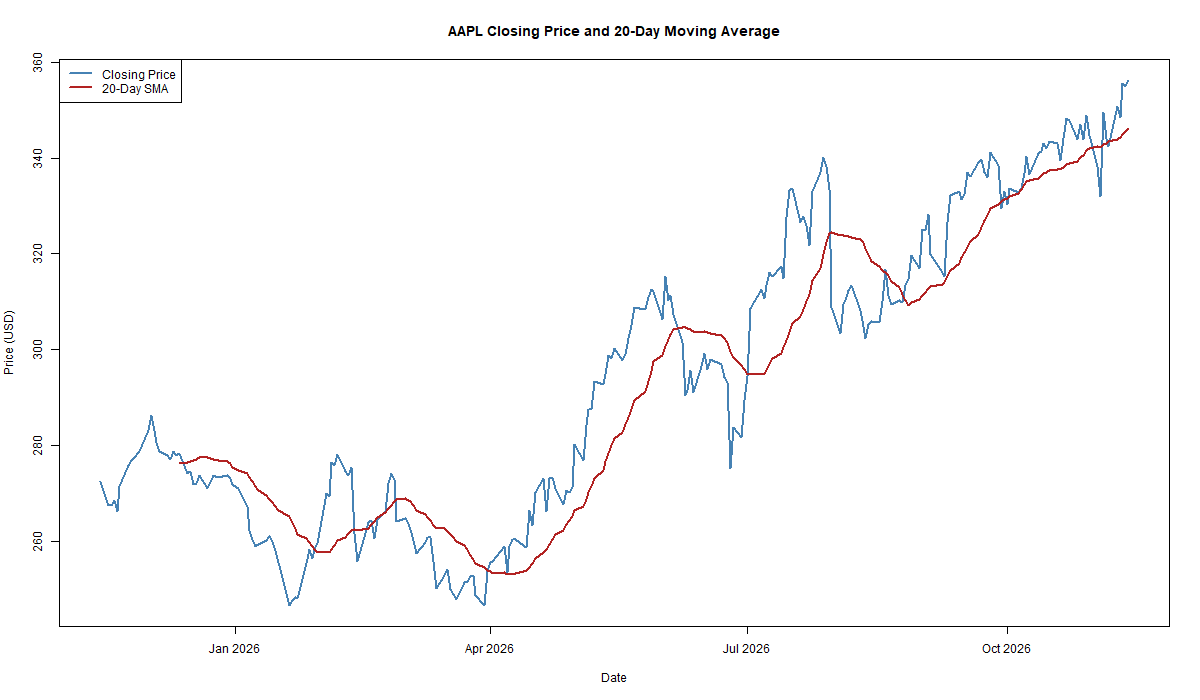 AAPL Closing Price and 20-Day Moving Average
Closing Price
20-Day SMA
Price (USD)
360
340
320
300
280
260
Jan 2026
Apr 2026
Jul 2026
Oct 2026
Date